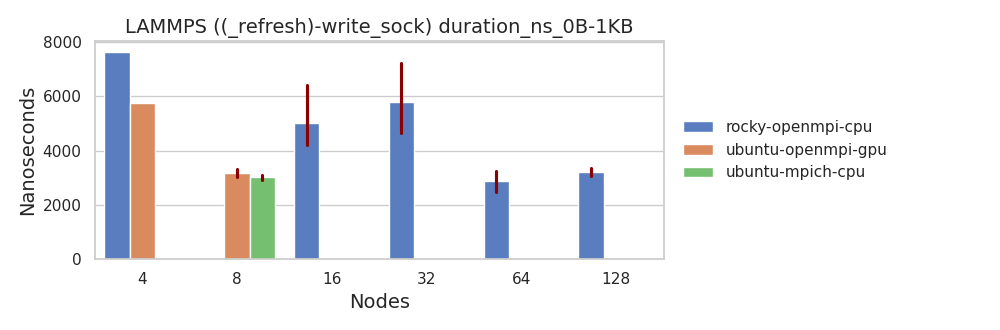 LAMMPS ((_refresh)-write_sock) duration_ns_0B-1KB
8000
6000
4000
2000
0
Nanoseconds
4 8 16 32 64 128
Nodes
rocky-openmpi-cpu
ubuntu-openmpi-gpu
ubuntu-mpich-cpu